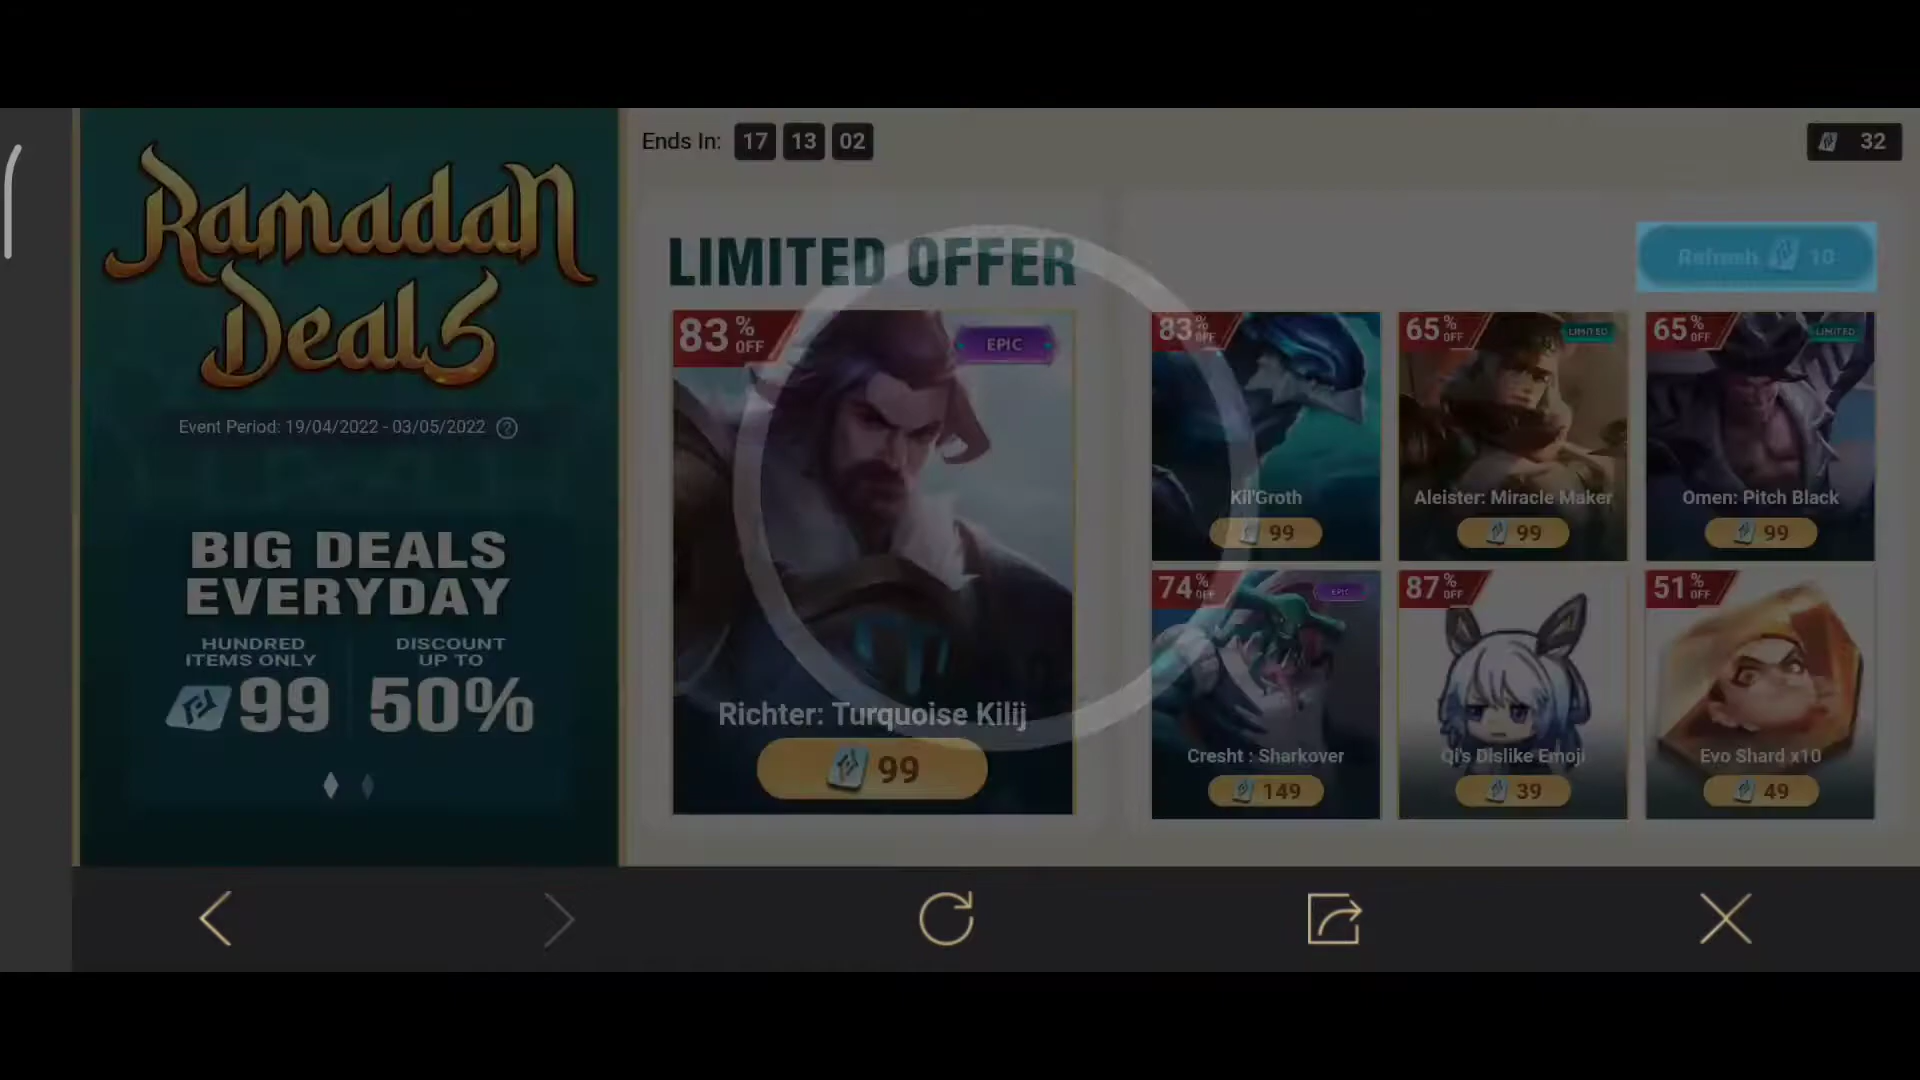 Ramadan
Deals
Event Period: 19/04/2022 - 03/05/2022 ?
BIG DEALS
EVERYDAY
HUNDRED
ITEMS ONLY
99
DISCOUNT
UP TO
50%
Ends In: 17 13 02
32
LIMITED OFFER
Refresh 10
83% OFF
EPIC
Richter: Turquoise Kilij
99
83% OFF
Kil'Groth
99
65% OFF
LIMITED
Aleister: Miracle Maker
99
65% OFF
LIMITED
Omen: Pitch Black
99
74% OFF
EPIC
Cresht : Sharkover
149
87% OFF
Qi's Dislike Emoji
39
51% OFF
Evo Shard x10
49